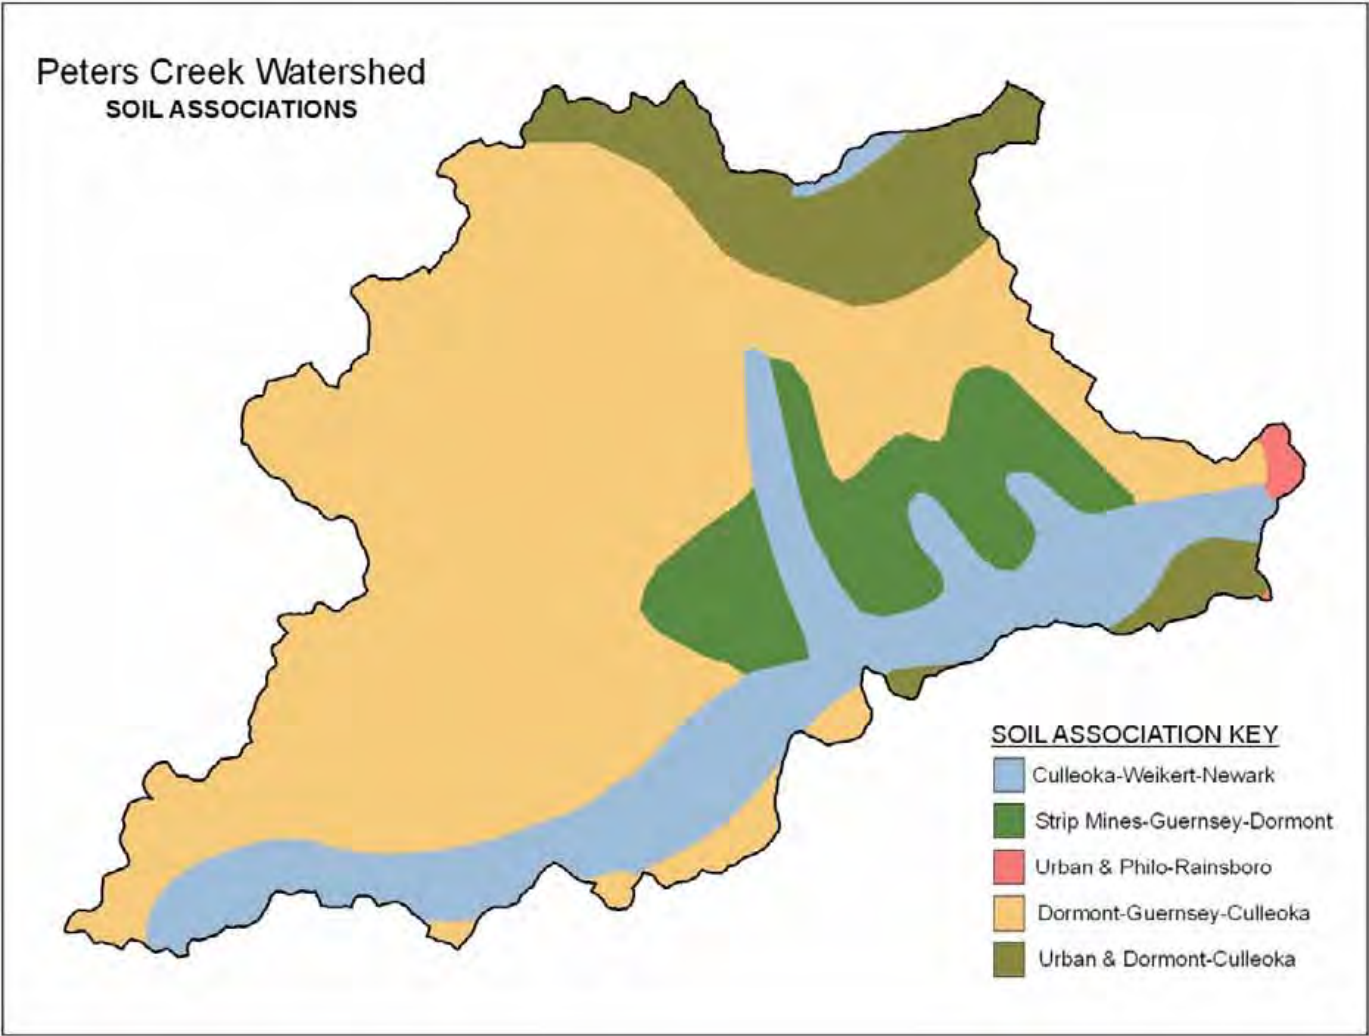 Peters Creek Watershed
SOIL ASSOCIATIONS
SOIL ASSOCIATION KEY
Culleoka-Weikert-Newark
Strip Mines-Guernsey-Dormont
Urban & Philo-Rainsboro
Dormont-Guernsey-Culleoka
Urban & Dormont-Culleoka